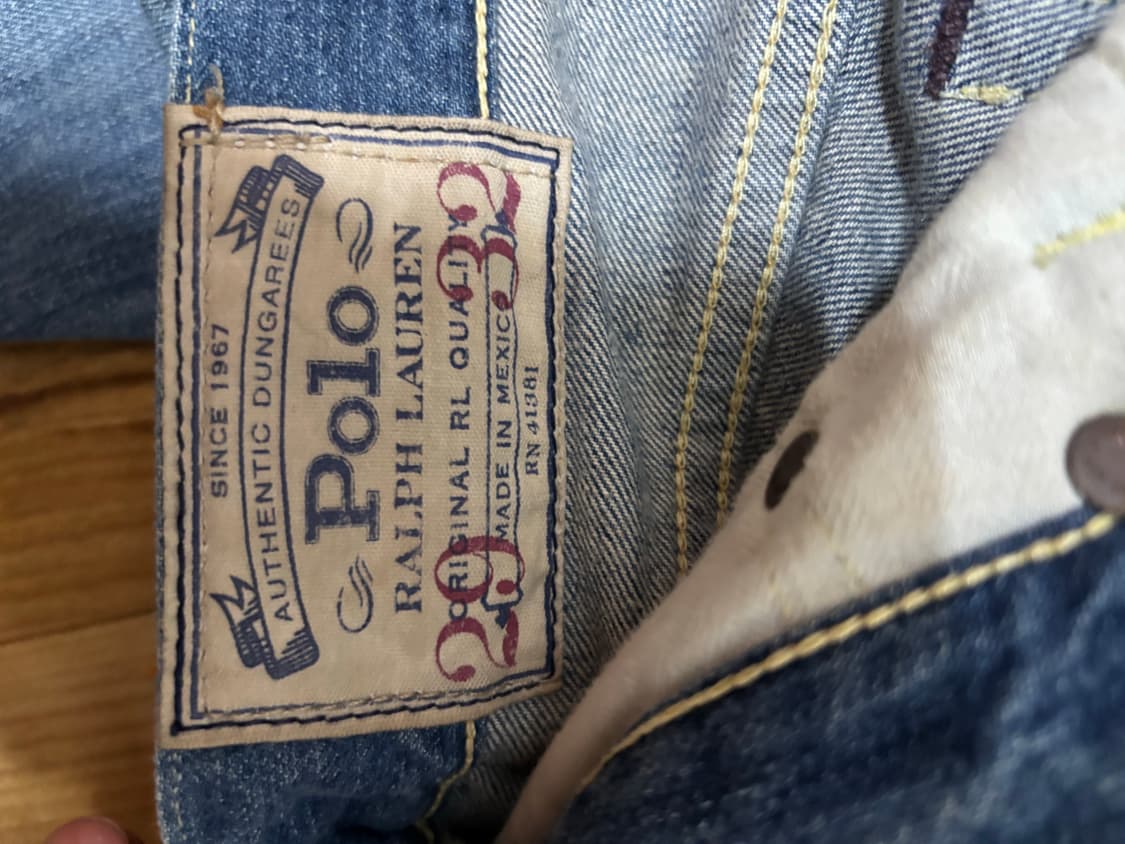 SINCE 1967
AUTHENTIC DUNGAREES
Polo
RALPH LAUREN
ORIGINAL RL QUALITY
29 32
MADE IN MEXICO
RN 41381